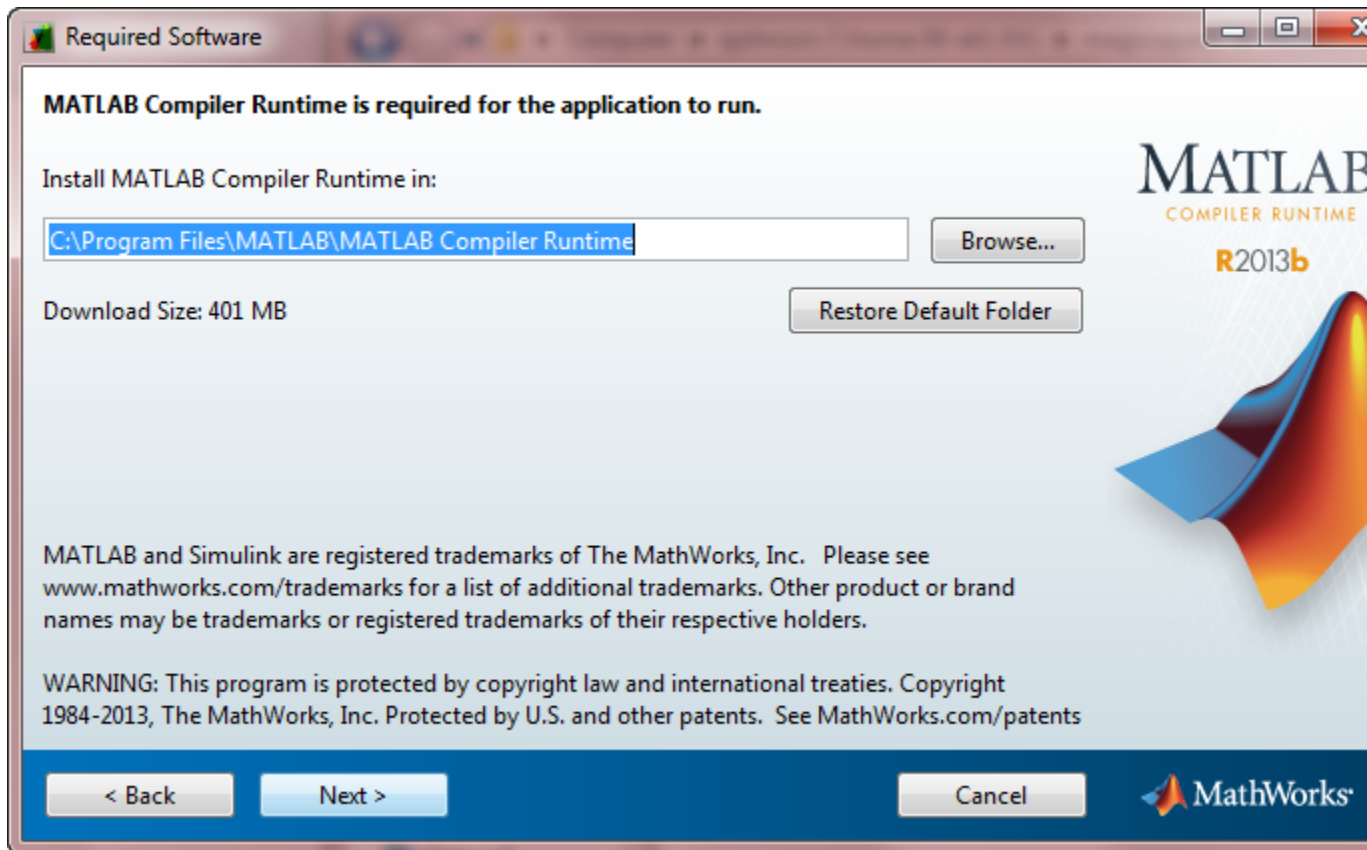 Required Software
MATLAB Compiler Runtime is required for the application to run.
Install MATLAB Compiler Runtime in:
C:\Program Files\MATLAB\MATLAB Compiler Runtime
Browse...
Download Size: 401 MB
Restore Default Folder
MATLAB
COMPILER RUNTIME
R2013b
MATLAB and Simulink are registered trademarks of The MathWorks, Inc.   Please see
www.mathworks.com/trademarks for a list of additional trademarks. Other product or brand
names may be trademarks or registered trademarks of their respective holders.
WARNING: This program is protected by copyright law and international treaties. Copyright
1984-2013, The MathWorks, Inc. Protected by U.S. and other patents.  See MathWorks.com/patents
< Back
Next >
Cancel
MathWorks